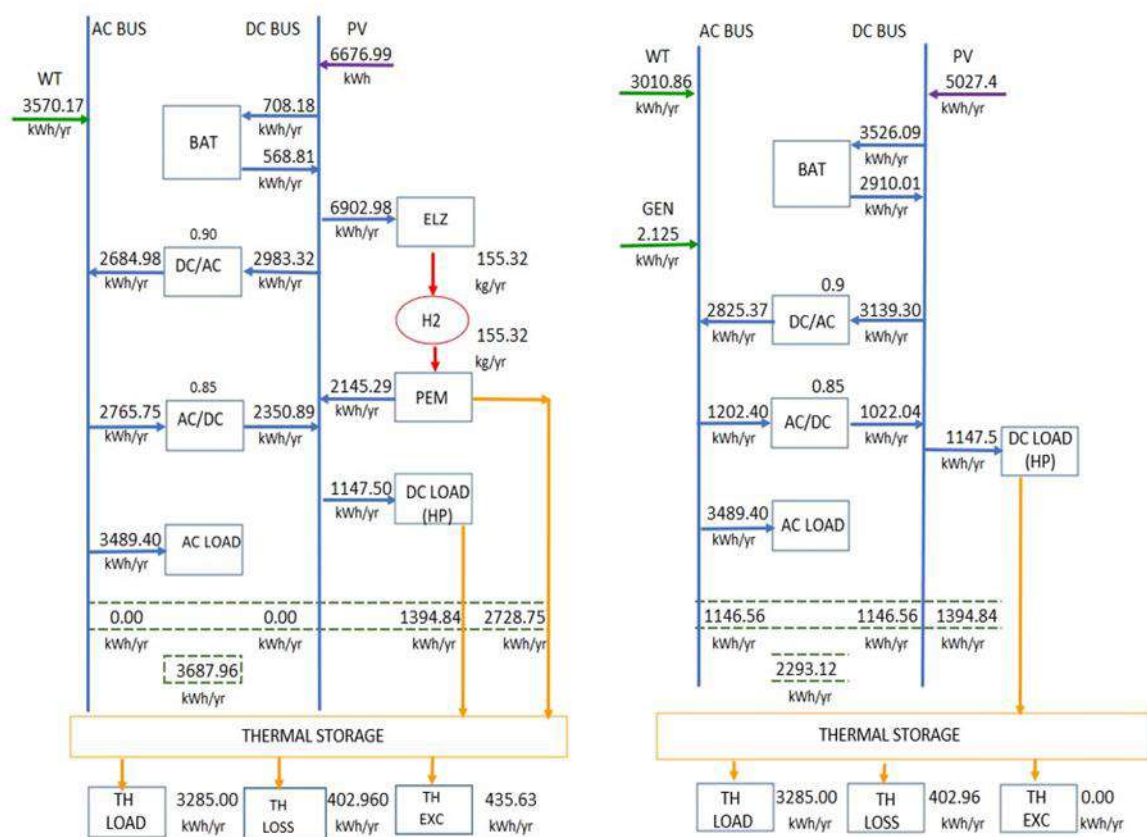 AC BUS
DC BUS
PV
6676.99
kWh
WT
3570.17
kWh/yr
708.18
kWh/yr
BAT
568.81
kWh/yr
6902.98
kWh/yr
ELZ
0.90
2684.98
kWh/yr
DC/AC
2983.32
kWh/yr
155.32
kg/yr
H2
155.32
kg/yr
0.85
2765.75
kWh/yr
AC/DC
2350.89
kWh/yr
2145.29
kWh/yr
PEM
1147.50
kWh/yr
DC LOAD
(HP)
3489.40
kWh/yr
AC LOAD
0.00
kWh/yr
0.00
kWh/yr
1394.84
kWh/yr
2728.75
kWh/yr
3687.96
kWh/yr
THERMAL STORAGE
TH
LOAD
3285.00
kWh/yr
TH
LOSS
402.960
kWh/yr
TH
EXC
435.63
kWh/yr
AC BUS
DC BUS
WT
3010.86
kWh/yr
PV
5027.4
kWh/yr
3526.09
kWh/yr
BAT
2910.01
kWh/yr
GEN
2.125
kWh/yr
0.9
2825.37
kWh/yr
DC/AC
3139.30
kWh/yr
0.85
1202.40
kWh/yr
AC/DC
1022.04
kWh/yr
1147.5
kWh/yr
DC LOAD
(HP)
3489.40
kWh/yr
AC LOAD
1146.56
kWh/yr
1146.56
kWh/yr
1394.84
kWh/yr
2293.12
kWh/yr
THERMAL STORAGE
TH
LOAD
3285.00
kWh/yr
TH
LOSS
402.96
kWh/yr
TH
EXC
0.00
kWh/yr